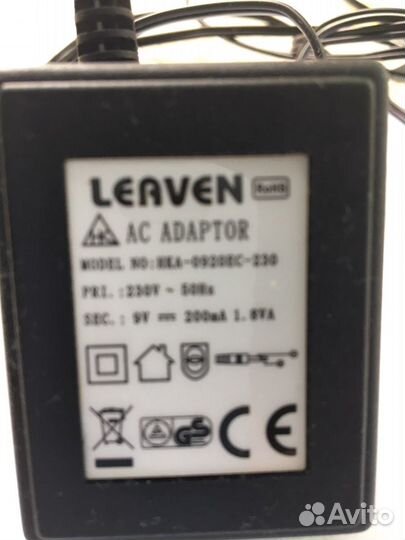 LEAVEN RoHS
AC ADAPTOR
MODEL NO:HKA-0920EC-230
PRI.:230V ~ 50Hz
SEC.: 9V ⎓ 200mA 1.8VA
GS CE
Avito